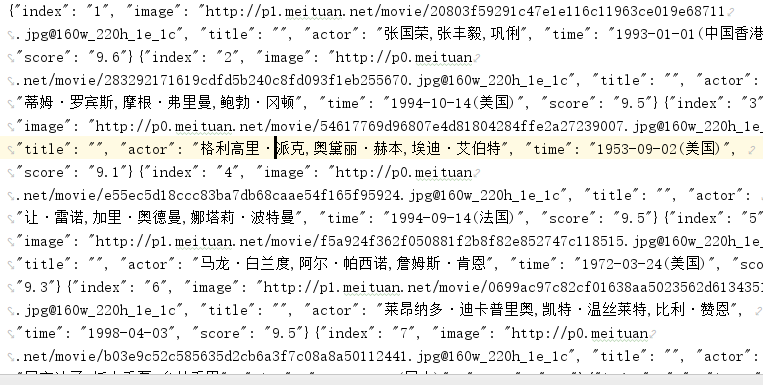 {"index": "1", "image": "http://p1.meituan.net/movie/20803f59291c47e1e116c11963ce019e68711
.jpg@160w_220h_1e_1c", "title": "", "actor": "张国荣,张丰毅,巩俐", "time": "1993-01-01(中国香港
"score": "9.6"}{"index": "2", "image": "http://p0.meituan
.net/movie/283292171619cdfd5b240c8fd093f1eb255670.jpg@160w_220h_1e_1c", "title": "", "actor":
"蒂姆·罗宾斯,摩根·弗里曼,鲍勃·冈顿", "time": "1994-10-14(美国)", "score": "9.5"}{"index": "3"
"image": "http://p0.meituan.net/movie/54617769d96807e4d81804284ffe2a27239007.jpg@160w_220h_1e_1
"title": "", "actor": "格利高里·派克,奥黛丽·赫本,埃迪·艾伯特", "time": "1953-09-02(美国)",
"score": "9.1"}{"index": "4", "image": "http://p0.meituan
.net/movie/e55ec5d18ccc83ba7db68caae54f165f95924.jpg@160w_220h_1e_1c", "title": "", "actor":
"让·雷诺,加里·奥德曼,娜塔莉·波特曼", "time": "1994-09-14(法国)", "score": "9.5"}{"index": "5"
"image": "http://p1.meituan.net/movie/f5a924f362f050881f2b8f82e852747c118515.jpg@160w_220h_1e_1
"title": "", "actor": "马龙·白兰度,阿尔·帕西诺,詹姆斯·肯恩", "time": "1972-03-24(美国)", "sco
"9.3"}{"index": "6", "image": "http://p1.meituan.net/movie/0699ac97c82cf01638aa5023562d6134351
.jpg@160w_220h_1e_1c", "title": "", "actor": "莱昂纳多·迪卡普里奥,凯特·温丝莱特,比利·赞恩",
"time": "1998-04-03", "score": "9.5"}{"index": "7", "image": "http://p0.meituan
.net/movie/b03e9c52c585635d2cb6a3f7c08a8a50112441.jpg@160w_220h_1e_1c", "title": "", "actor":